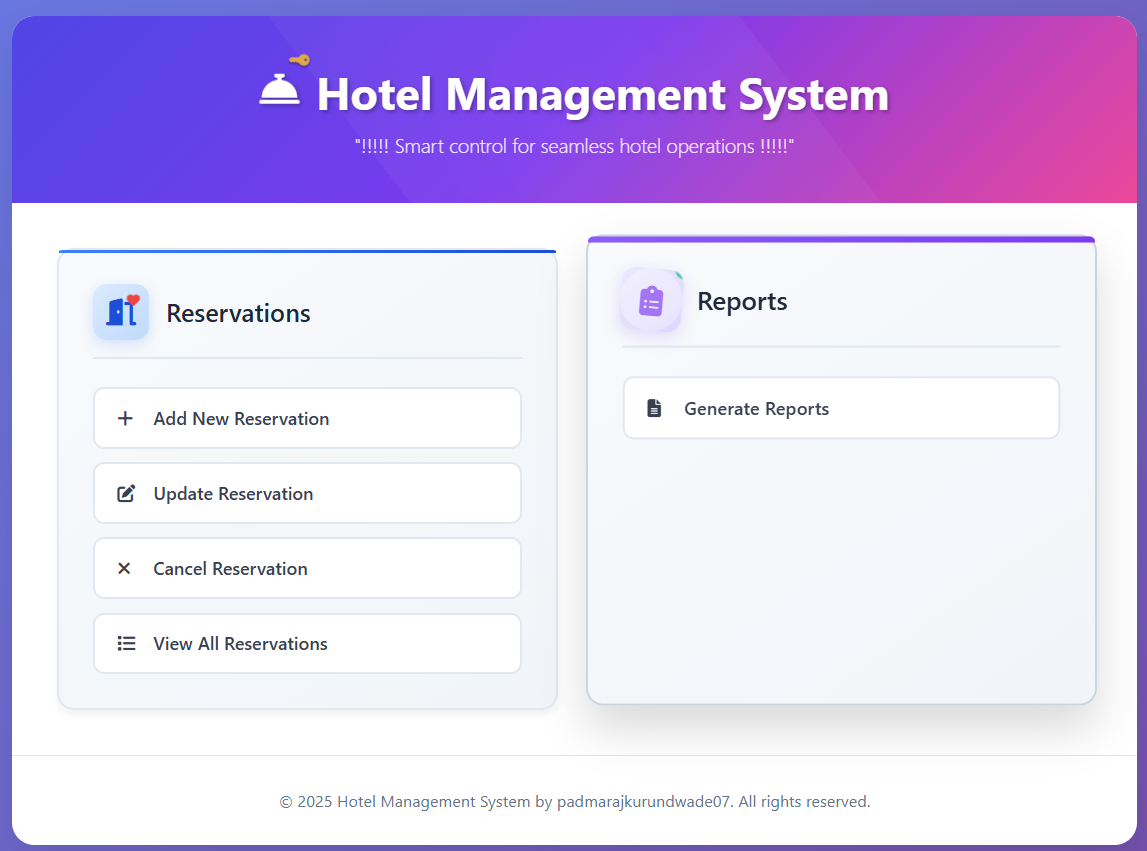 Hotel Management System
"!!!!! Smart control for seamless hotel operations !!!!!"
Reservations
Add New Reservation
Update Reservation
Cancel Reservation
View All Reservations
Reports
Generate Reports
© 2025 Hotel Management System by padmarajkurundwade07. All rights reserved.